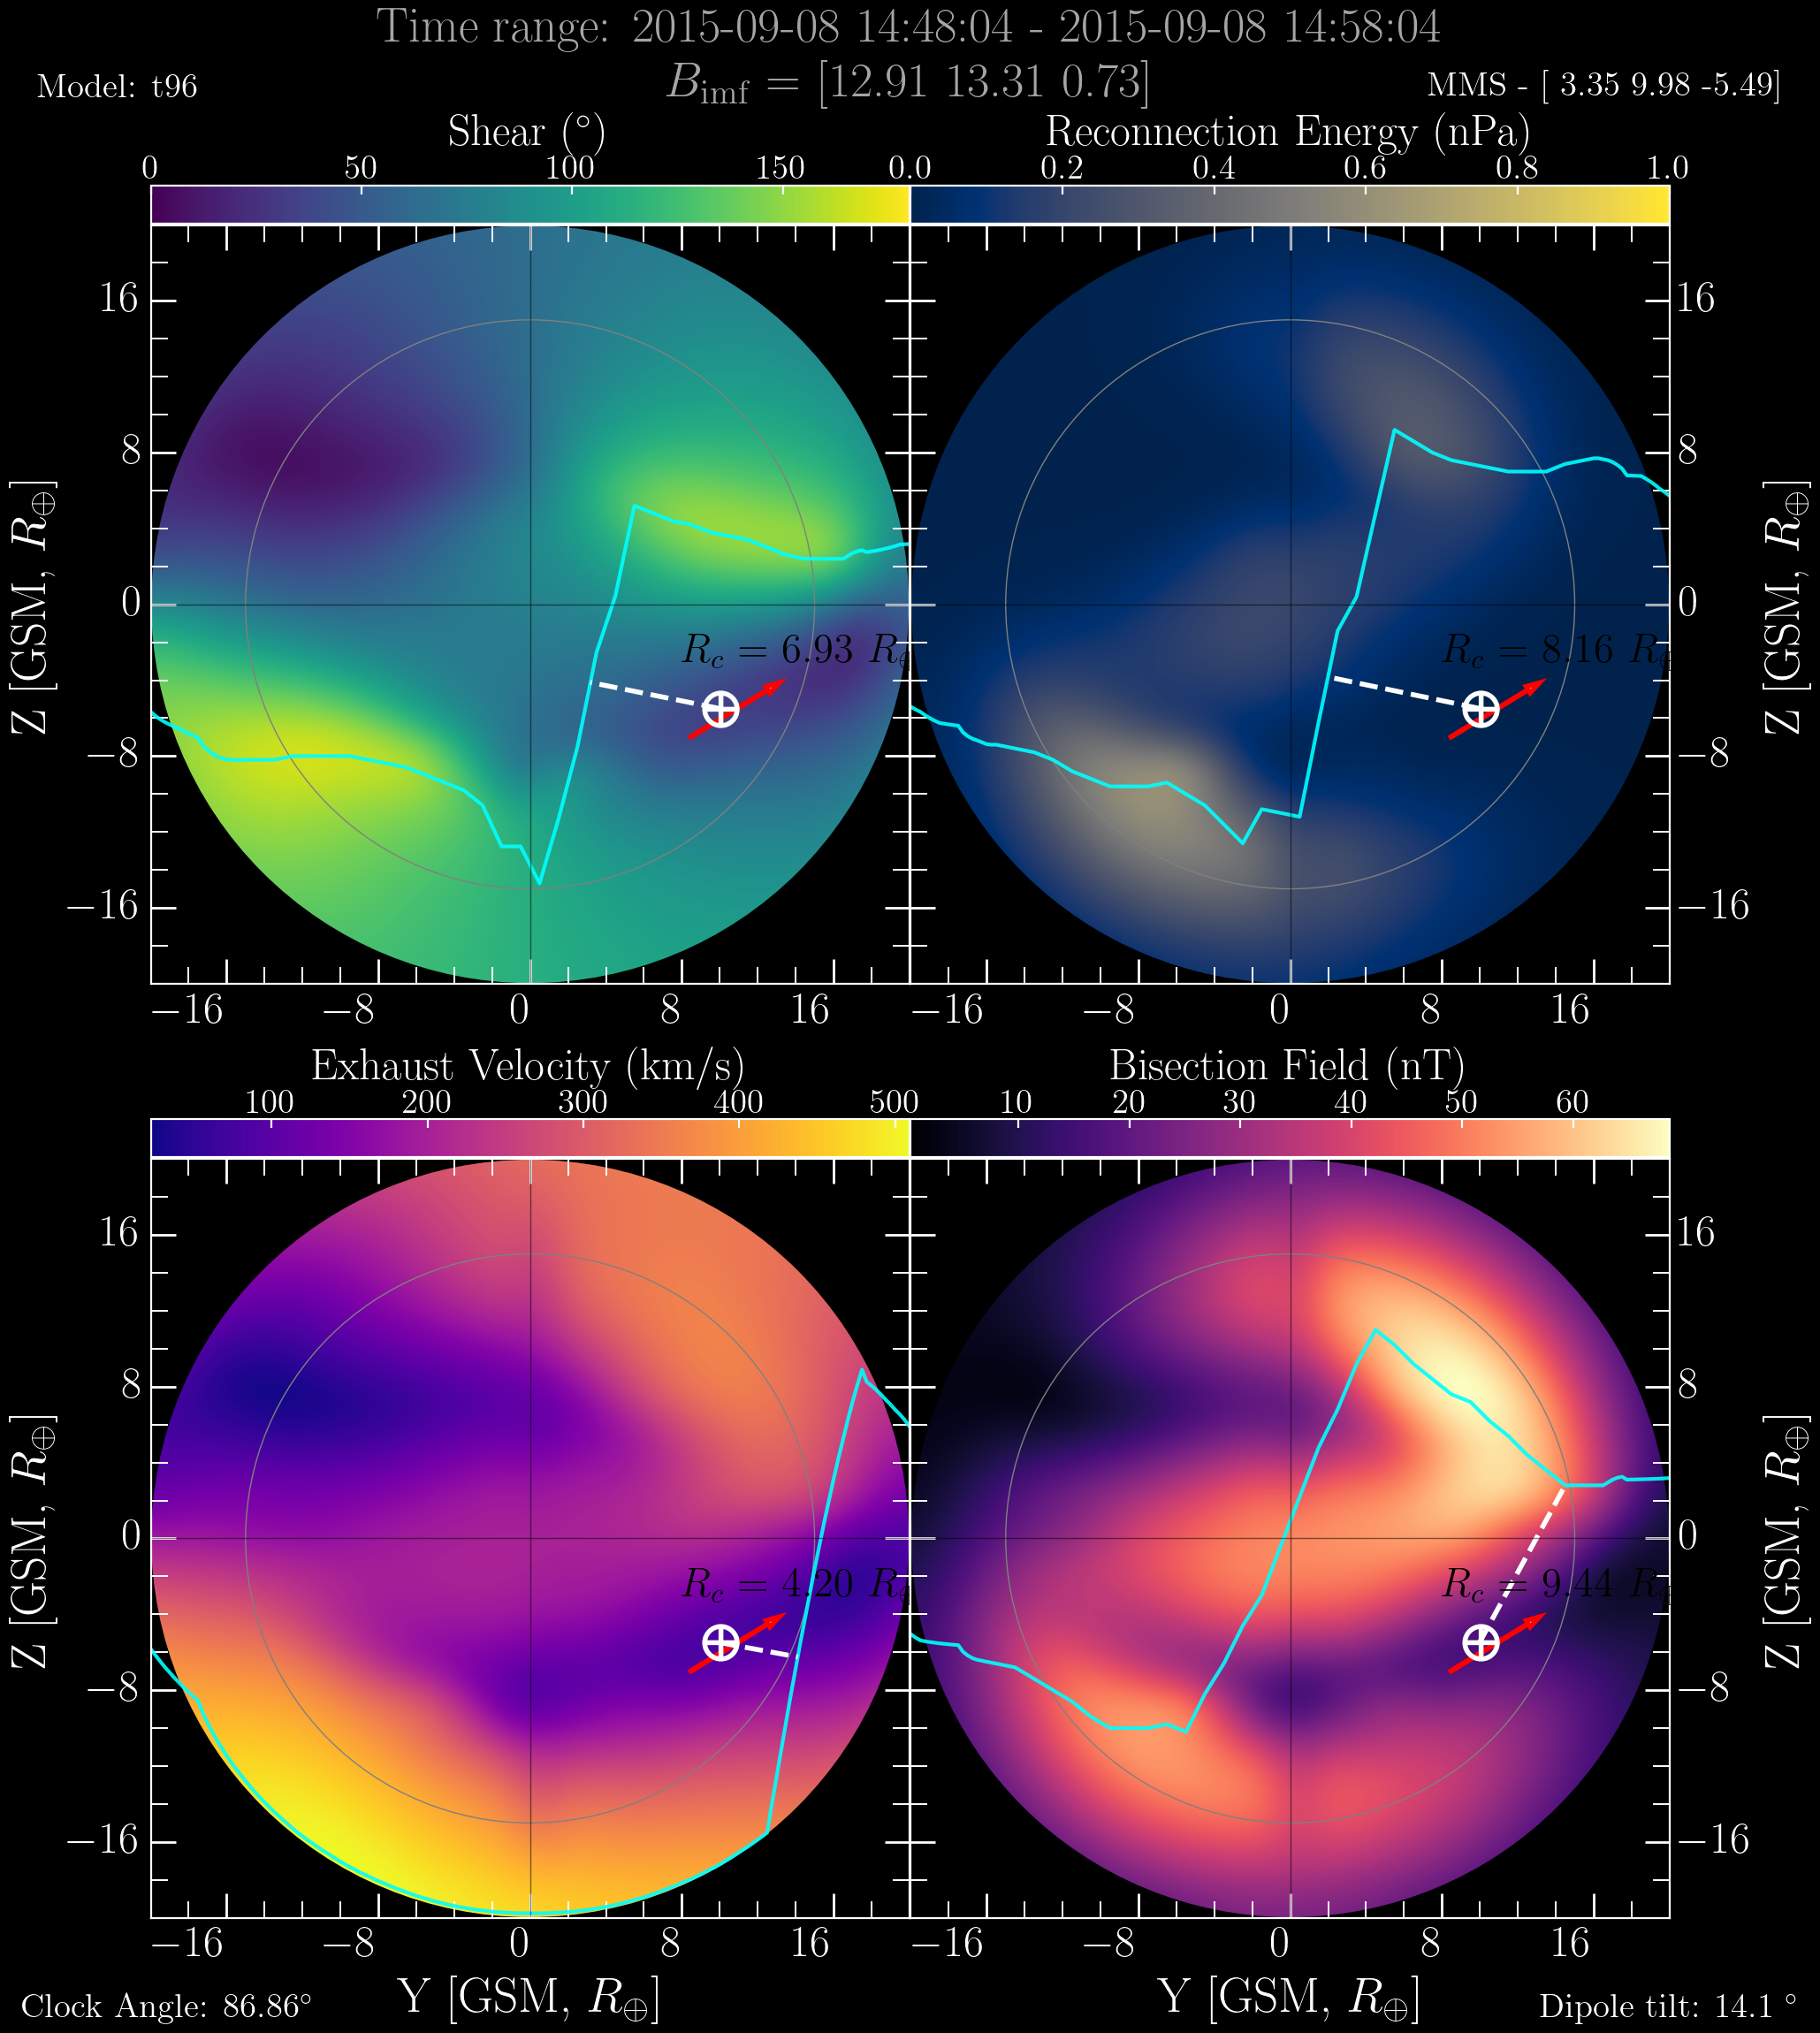 Time range: 2015-09-08 14:48:04 - 2015-09-08 14:58:04
Model: t96
B_imf = [12.91 13.31 0.73]
MMS - [ 3.35 9.98 -5.49]
Shear (°)
Reconnection Energy (nPa)
0 50 100 150
0.0 0.2 0.4 0.6 0.8 1.0
16
8
0
−8
−16
Z [GSM, R⊕]
R_c = 6.93 R⊕
R_c = 8.16 R⊕
16
8
0
−8
−16
Z [GSM, R⊕]
−16 −8 0 8 16
−16 −8 0 8 16
Exhaust Velocity (km/s)
Bisection Field (nT)
100 200 300 400 500
10 20 30 40 50 60
16
8
0
−8
−16
Z [GSM, R⊕]
R_c = 4.20 R⊕
R_c = 9.44 R⊕
16
8
0
−8
−16
Z [GSM, R⊕]
−16 −8 0 8 16
−16 −8 0 8 16
Y [GSM, R⊕]
Y [GSM, R⊕]
Clock Angle: 86.86°
Dipole tilt: 14.1 °